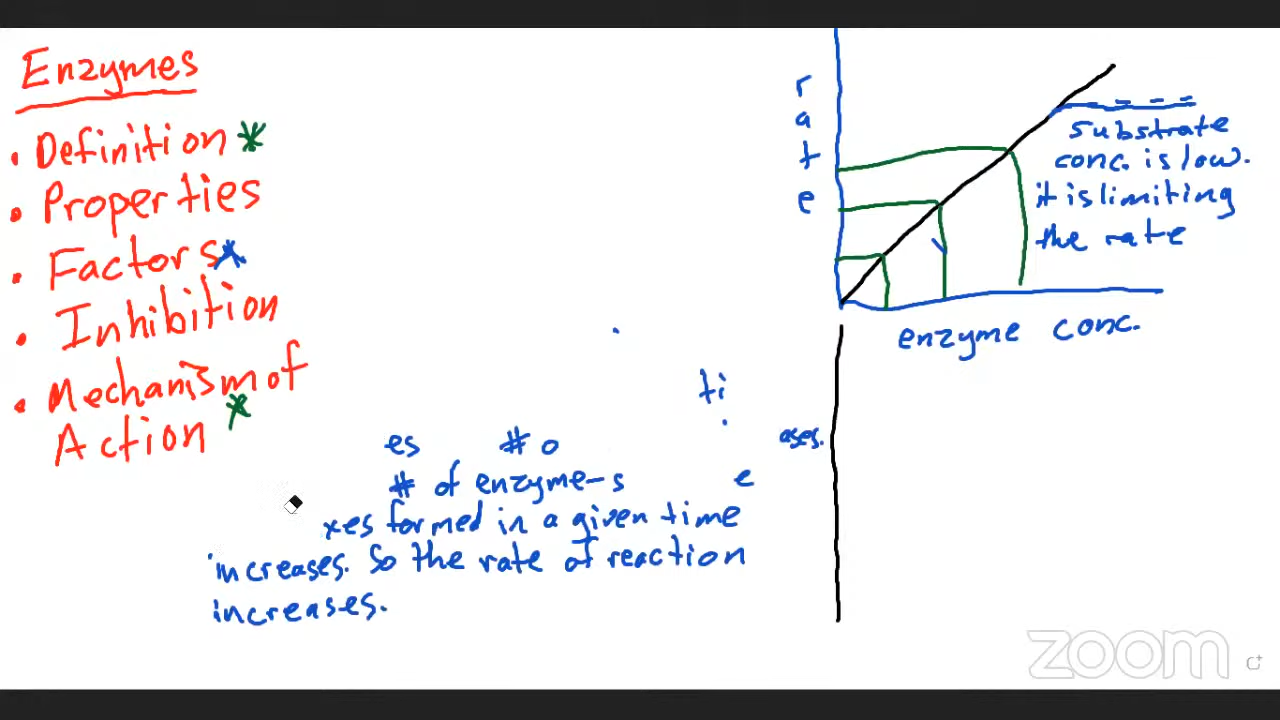 Enzymes
• Definition*
• Properties
• Factors*
• Inhibition
• Mechanism of
Action *
rate
substrate
conc. is low.
it is limiting
the rate
enzyme conc.
ti
es # o ases.
# of enzyme-s e
xes formed in a given time
increases. So the rate of reaction
increases.
zoom